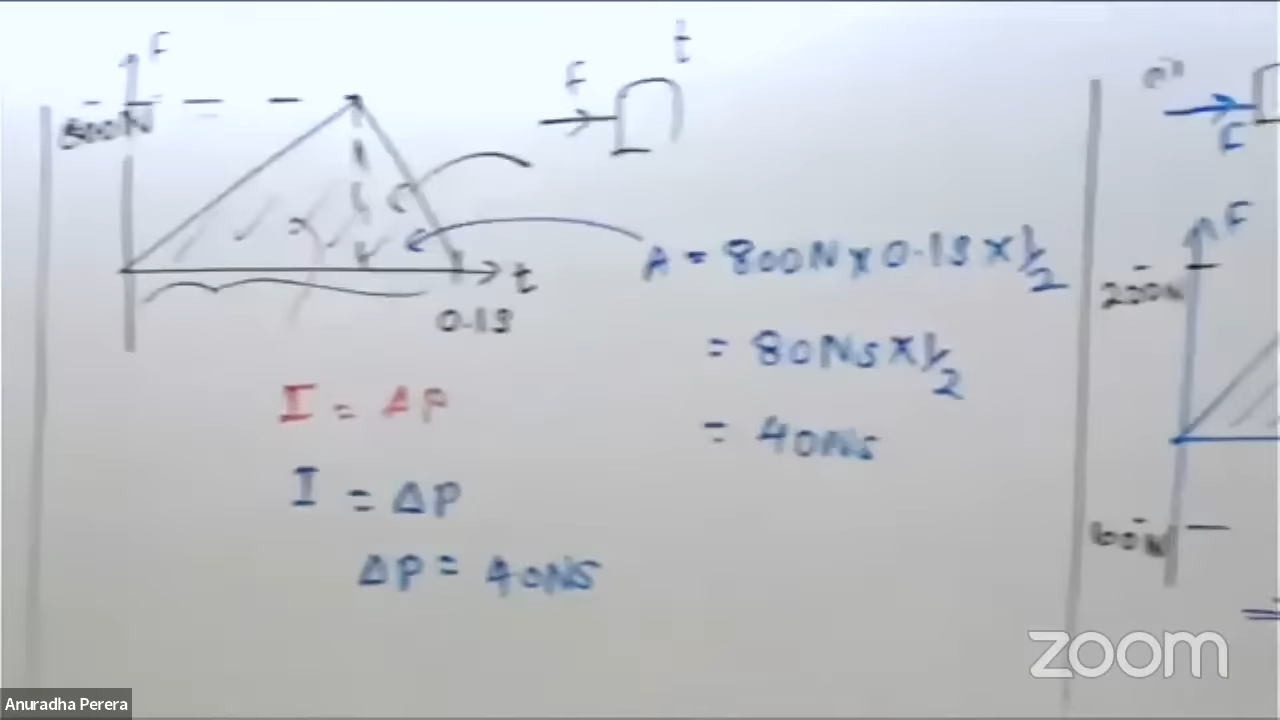 F
800N
t
0.1s
F
t
A = 800N x 0.1s x 1/2
= 80Ns x 1/2
= 40Ns
I = ΔP
I = ΔP
ΔP = 40Ns
F
F
200N
100N
zoom
Anuradha Perera